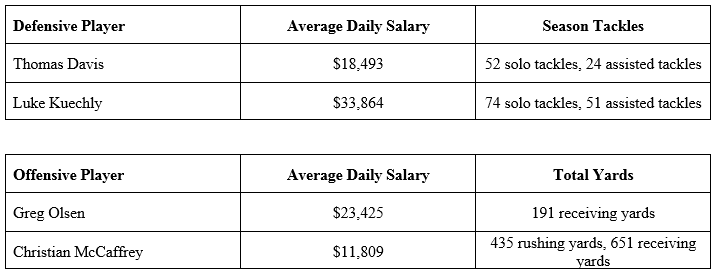 Defensive Player Average Daily Salary Season Tackles
Thomas Davis $18,493 52 solo tackles, 24 assisted tackles
Luke Kuechly $33,864 74 solo tackles, 51 assisted tackles
Offensive Player Average Daily Salary Total Yards
Greg Olsen $23,425 191 receiving yards
Christian McCaffrey $11,809 435 rushing yards, 651 receiving
yards